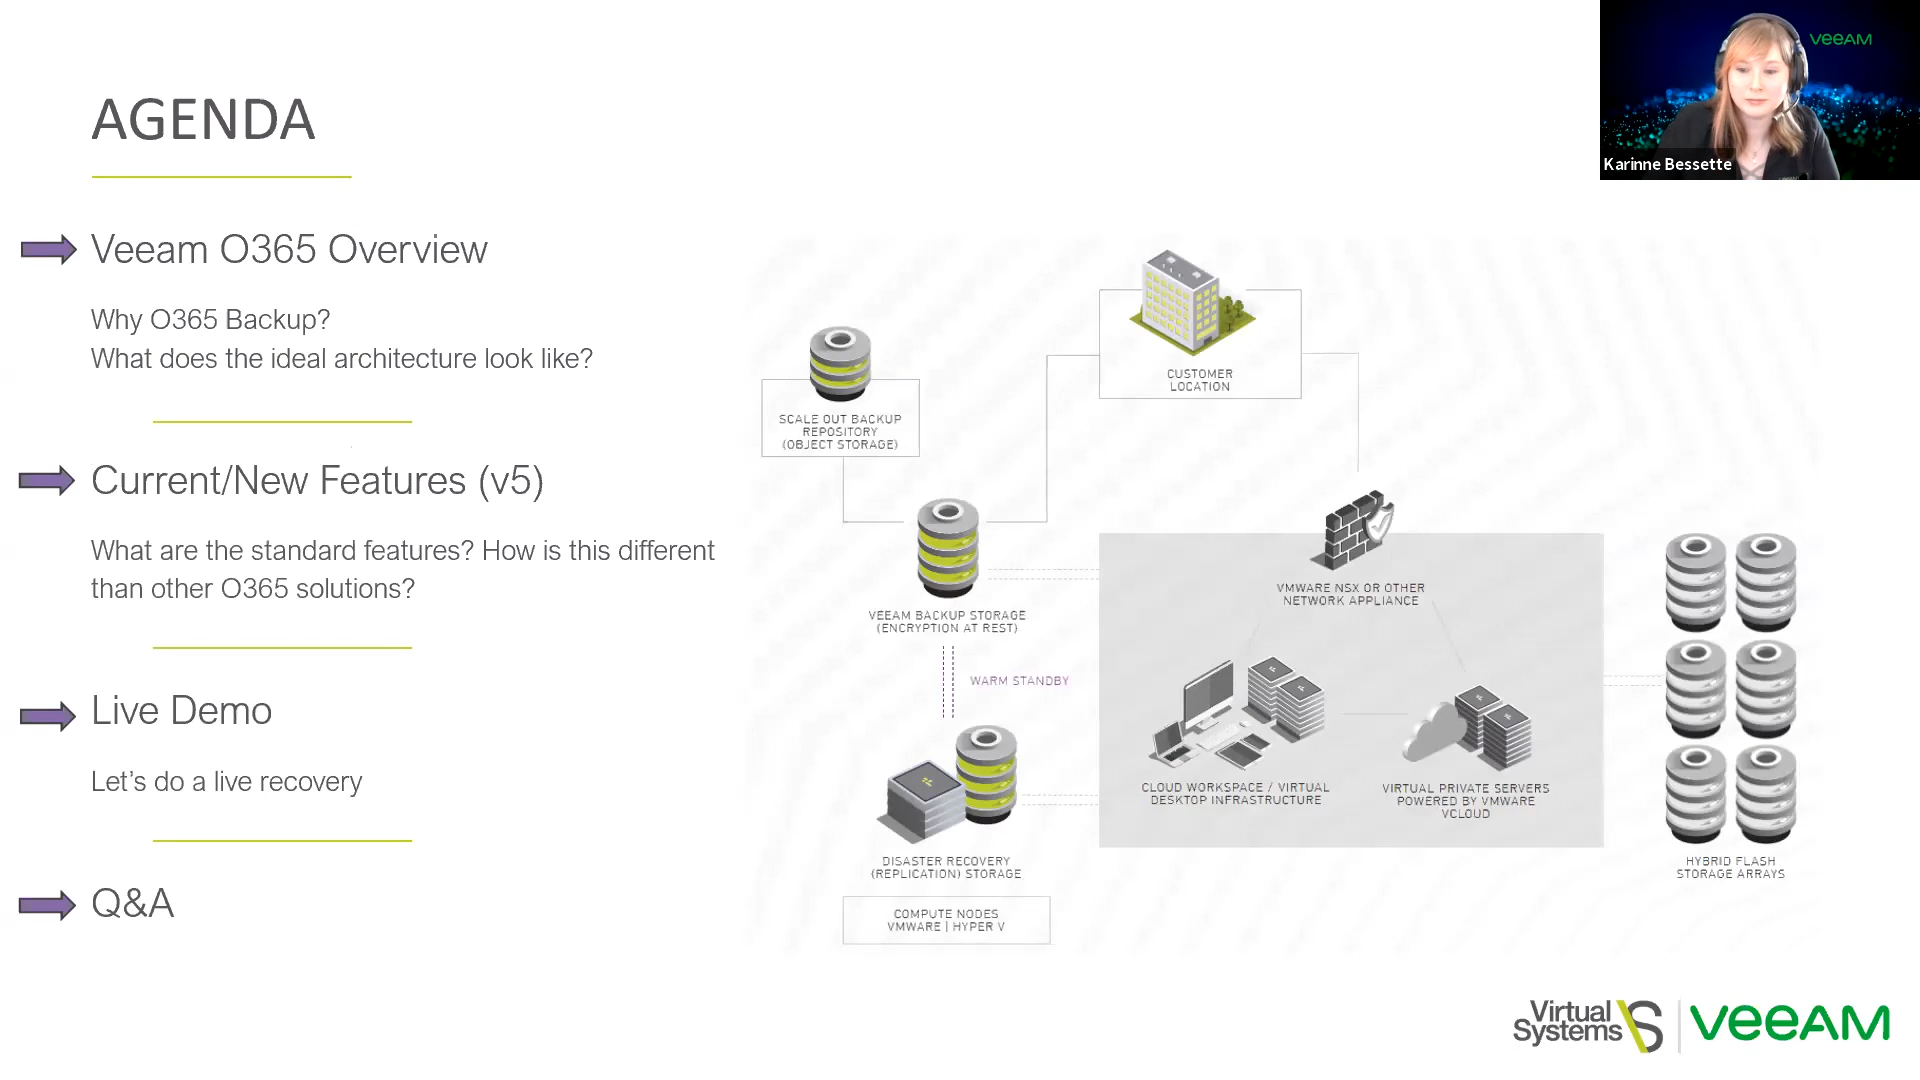 VEEAM
Karinne Bessette
AGENDA
Veeam O365 Overview
Why O365 Backup?
What does the ideal architecture look like?
Current/New Features (v5)
What are the standard features? How is this different
than other O365 solutions?
Live Demo
Let's do a live recovery
Q&A
CUSTOMER
LOCATION
SCALE OUT BACKUP
REPOSITORY
(OBJECT STORAGE)
VEEAM BACKUP STORAGE
(ENCRYPTION AT REST)
WARM STANDBY
DISASTER RECOVERY
(REPLICATION) STORAGE
COMPUTE NODES
VMWARE | HYPER V
VMWARE NSX OR OTHER
NETWORK APPLIANCE
CLOUD WORKSPACE / VIRTUAL
DESKTOP INFRASTRUCTURE
VIRTUAL PRIVATE SERVERS
POWERED BY VMWARE
VCLOUD
HYBRID FLASH
STORAGE ARRAYS
Virtual
Systems
VEEAM